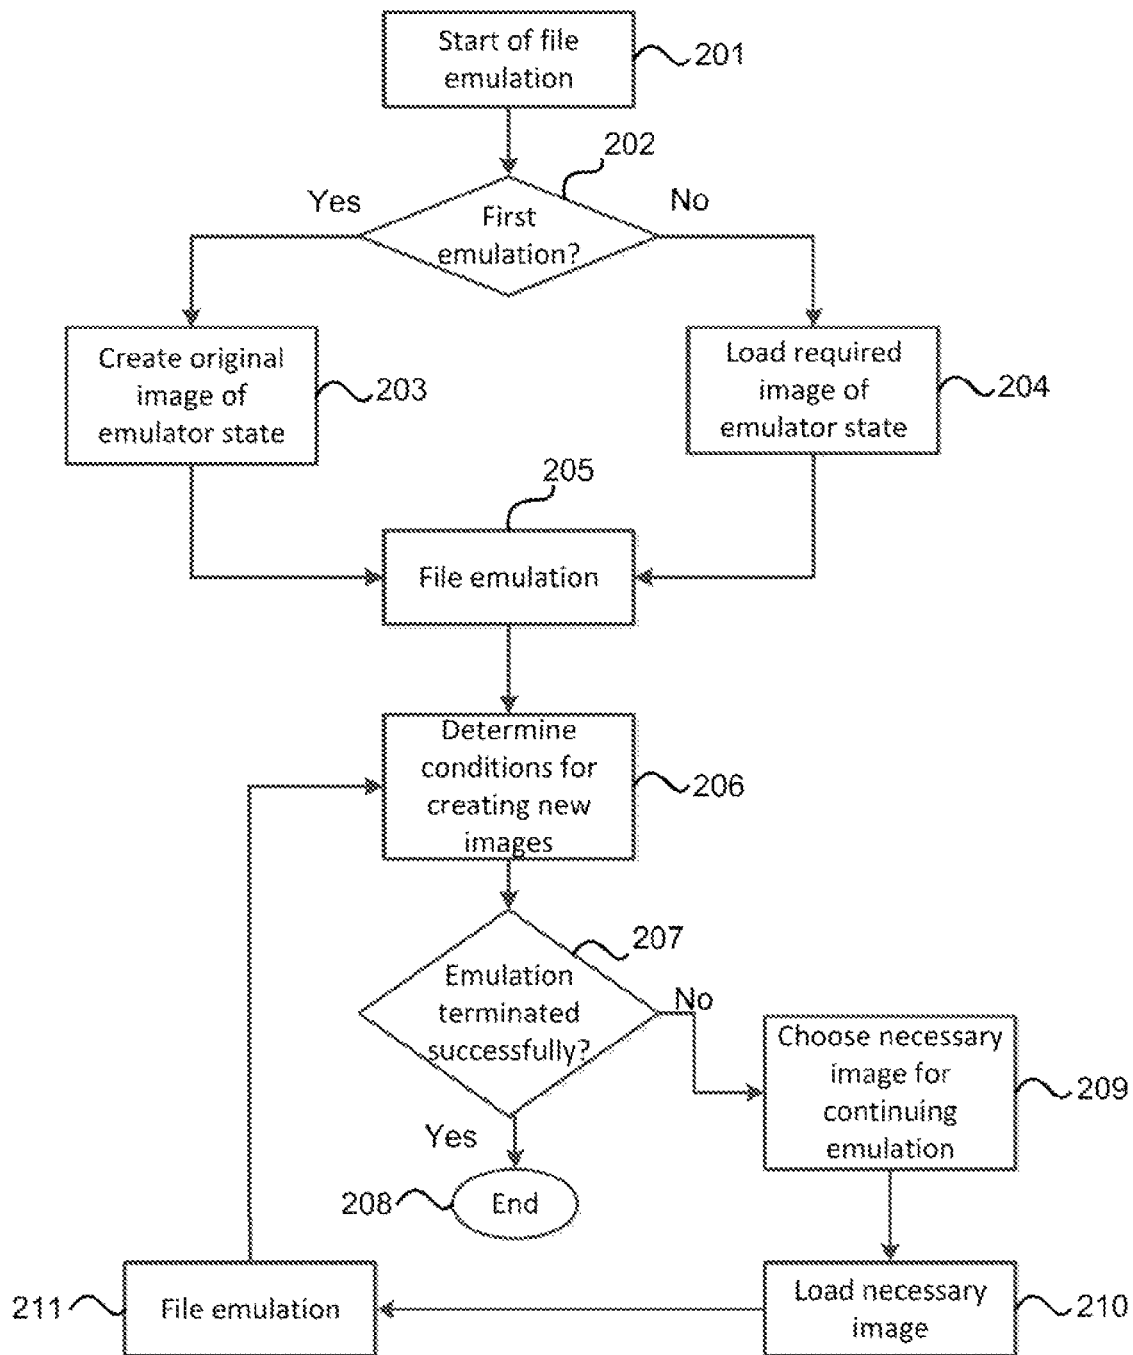 Start of file
emulation
201
202
Yes
No
First
emulation?
Create original
image of
emulator state
203
Load required
image of
emulator state
204
205
File emulation
Determine
conditions for
creating new
images
206
207
Emulation
terminated
successfully?
No
Yes
Choose necessary
image for
continuing
emulation
209
208
End
211
File emulation
Load necessary
image
210